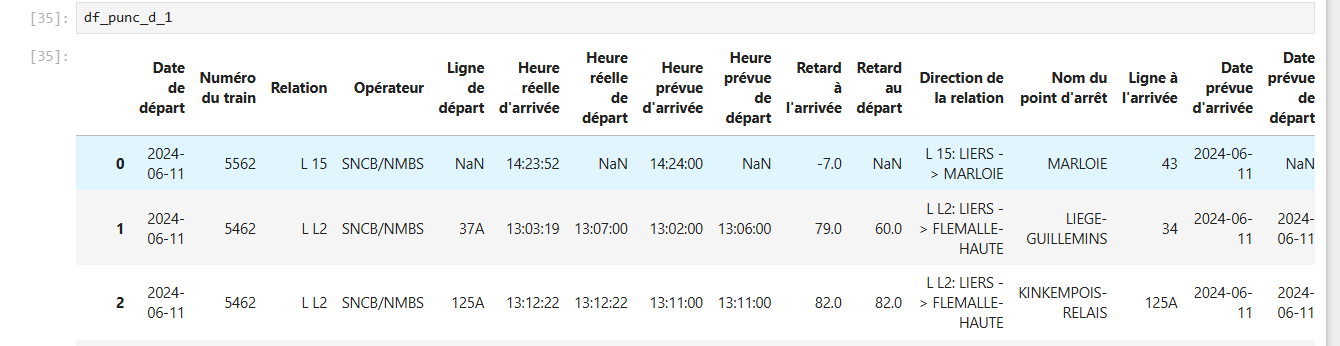 [35]: df_punc_d_1
[35]:
Date de départ Numéro du train Relation Opérateur Ligne de départ Heure réelle d'arrivée Heure réelle de départ Heure prévue d'arrivée Heure prévue de départ Retard à l'arrivée Retard au départ Direction de la relation Nom du point d'arrêt Ligne à l'arrivée Date prévue d'arrivée Date prévue de départ
0 2024-06-11 5562 L 15 SNCB/NMBS NaN 14:23:52 NaN 14:24:00 NaN -7.0 NaN L 15: LIERS -> MARLOIE MARLOIE 43 2024-06-11 NaN
1 2024-06-11 5462 L L2 SNCB/NMBS 37A 13:03:19 13:07:00 13:02:00 13:06:00 79.0 60.0 L L2: LIERS -> FLEMALLE-HAUTE LIEGE-GUILLEMINS 34 2024-06-11 2024-06-11
2 2024-06-11 5462 L L2 SNCB/NMBS 125A 13:12:22 13:12:22 13:11:00 13:11:00 82.0 82.0 L L2: LIERS -> FLEMALLE-HAUTE KINKEMPOIS-RELAIS 125A 2024-06-11 2024-06-11